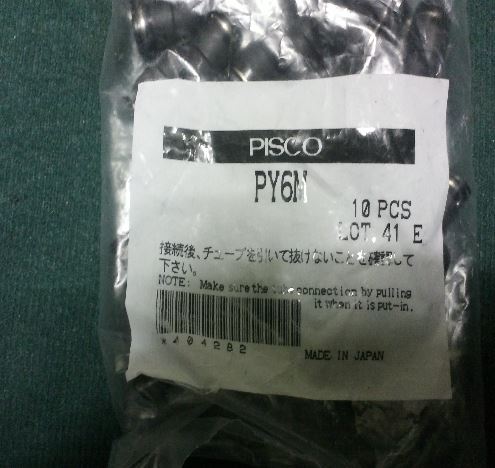 PISCO
PY6M
10 PCS
LOT. 41 E
接続後、チューブを引いて抜けないことを確認して
下さい。
NOTE: Make sure the tube connection by pulling
it when it is put-in.
*404282
MADE IN JAPAN